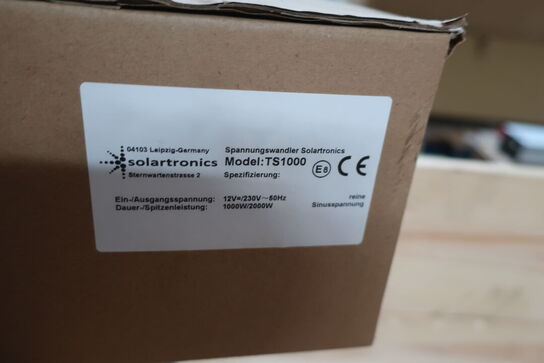 04103 Leipzig-Germany
solartronics
Sternwartenstrasse 2
Spannungswandler Solartronics
Model:TS1000
Spezifizierung:
E8 CE
Ein-/Ausgangsspannung: 12V=/230V~50Hz
Dauer-/Spitzenleistung: 1000W/2000W
reine
Sinusspannung